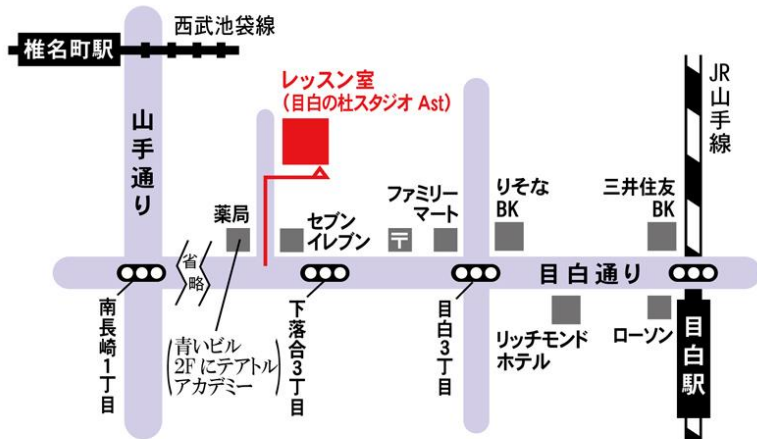 西武池袋線
椎名町駅
レッスン室
(目白の杜スタジオ Ast)
JR山手線
山手通り
薬局
セブン
イレブン
〒
ファミリー
マート
りそな
BK
三井住友
BK
省略
目白通り
南長崎1丁目
(青いビル
2Fにテアトル
アカデミー)
下落合3丁目
目白3丁目
リッチモンド
ホテル
ローソン
目白駅